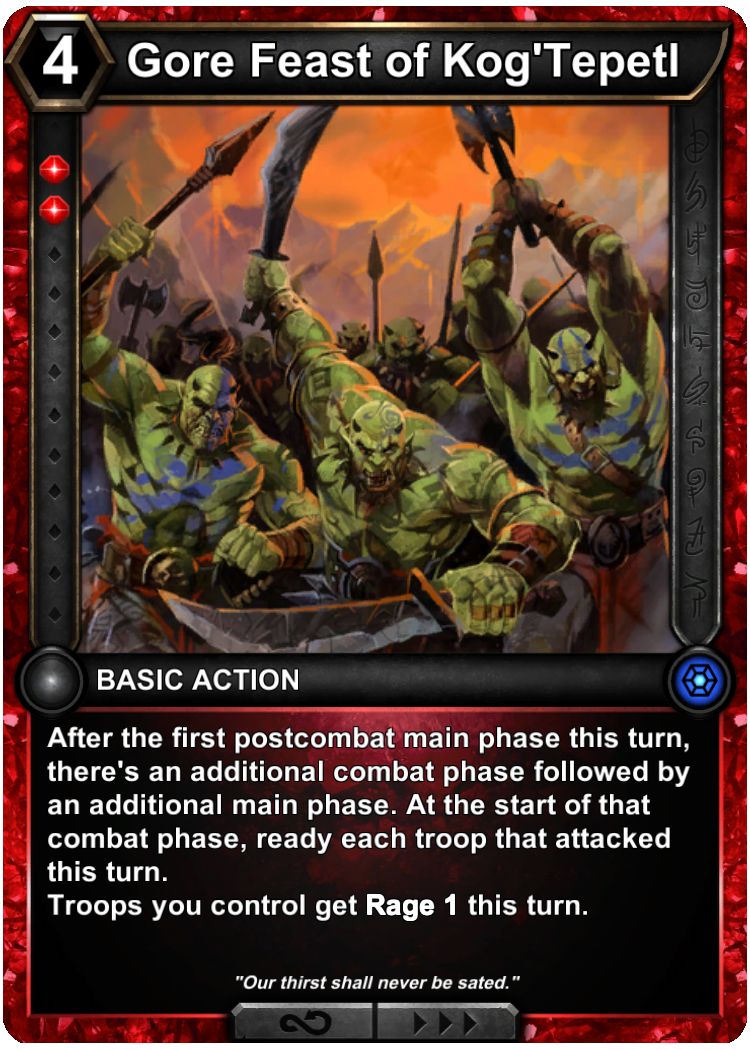 4
Gore Feast of Kog'Tepetl
BASIC ACTION
After the first postcombat main phase this turn,
there's an additional combat phase followed by
an additional main phase. At the start of that
combat phase, ready each troop that attacked
this turn.
Troops you control get Rage 1 this turn.
"Our thirst shall never be sated."